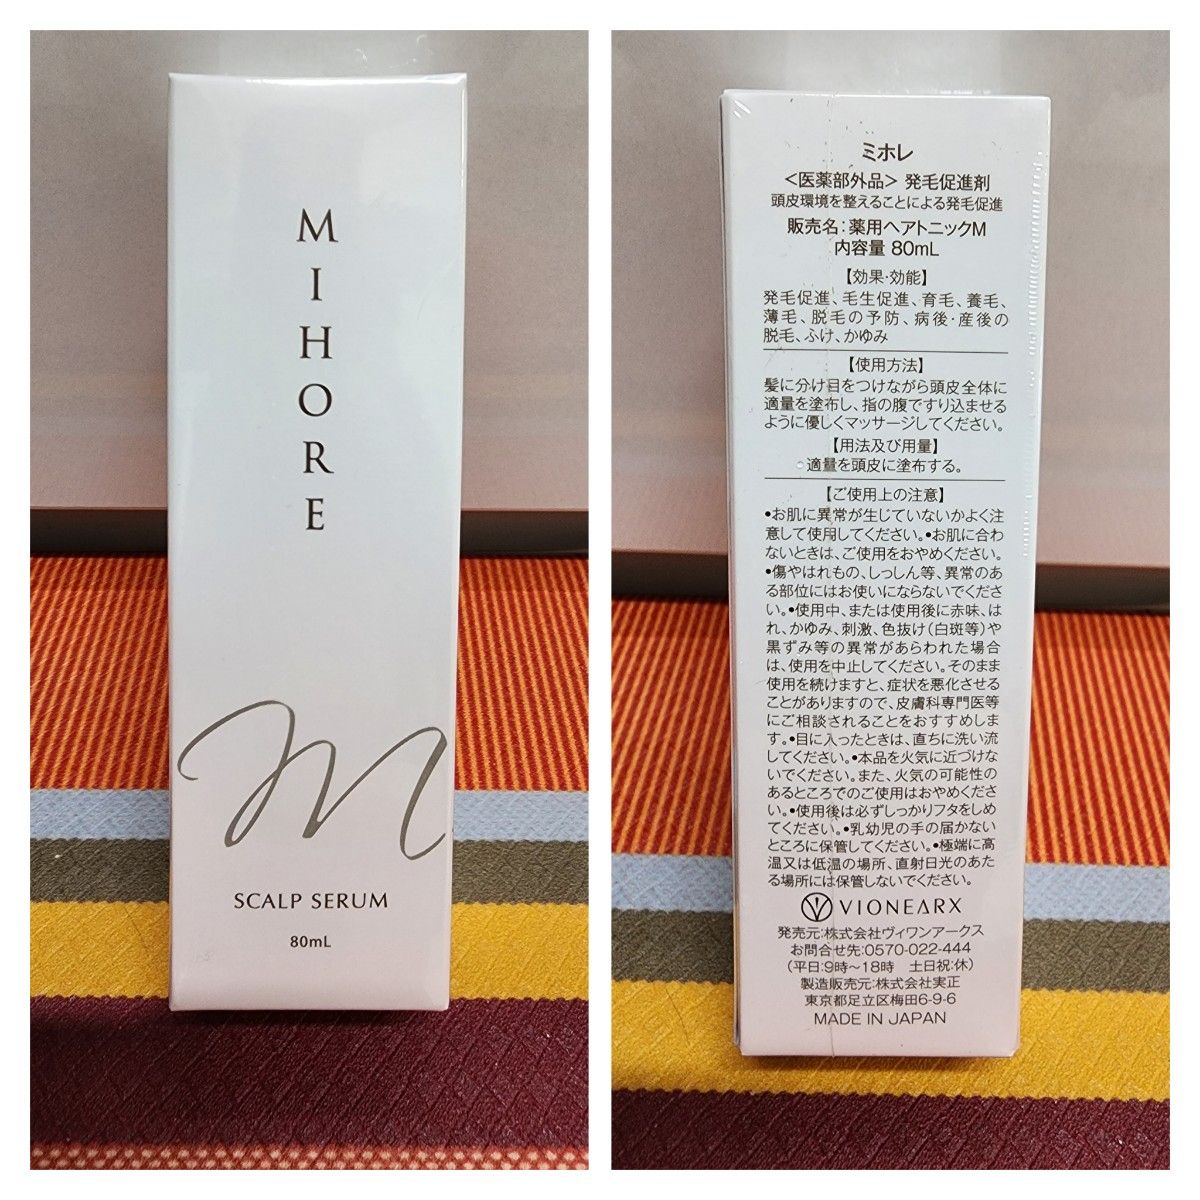 MIHORE
m
SCALP SERUM
80mL
ミホレ
<医薬部外品> 発毛促進剤
頭皮環境を整えることによる発毛促進
販売名:薬用ヘアトニックM
内容量 80mL
【効果・効能】
発毛促進、毛生促進、育毛、養毛、
薄毛、脱毛の予防、病後・産後の
脱毛、ふけ、かゆみ
【使用方法】
髪に分け目をつけながら頭皮全体に
適量を塗布し、指の腹ですり込ませる
ように優しくマッサージしてください。
【用法及び用量】
適量を頭皮に塗布する。
【ご使用上の注意】
•お肌に異常が生じていないかよく注
意して使用してください。•お肌に合わ
ないときは、ご使用をおやめください。
•傷やはれもの、しっしん等、異常のあ
る部位にはお使いにならないでくださ
い。•使用中、または使用後に赤味、は
れ、かゆみ、刺激、色抜け(白斑等)や
黒ずみ等の異常があらわれた場合
は、使用を中止してください。そのまま
使用を続けますと、症状を悪化させる
ことがありますので、皮膚科専門医等
にご相談されることをおすすめしま
す。•目に入ったときは、直ちに洗い流
してください。•本品を火気に近づけな
いでください。また、火気の可能性の
あるところでのご使用はおやめくださ
い。•使用後は必ずしっかりフタをしめ
てください。•乳幼児の手の届かない
ところに保管してください。•極端に高
温又は低温の場所、直射日光のあた
る場所には保管しないでください。
VIONEARX
発売元:株式会社ヴィワンアークス
お問合せ先:0570-022-444
(平日:9時〜18時 土日祝:休)
製造販売元:株式会社実正
東京都足立区梅田6-9-6
MADE IN JAPAN